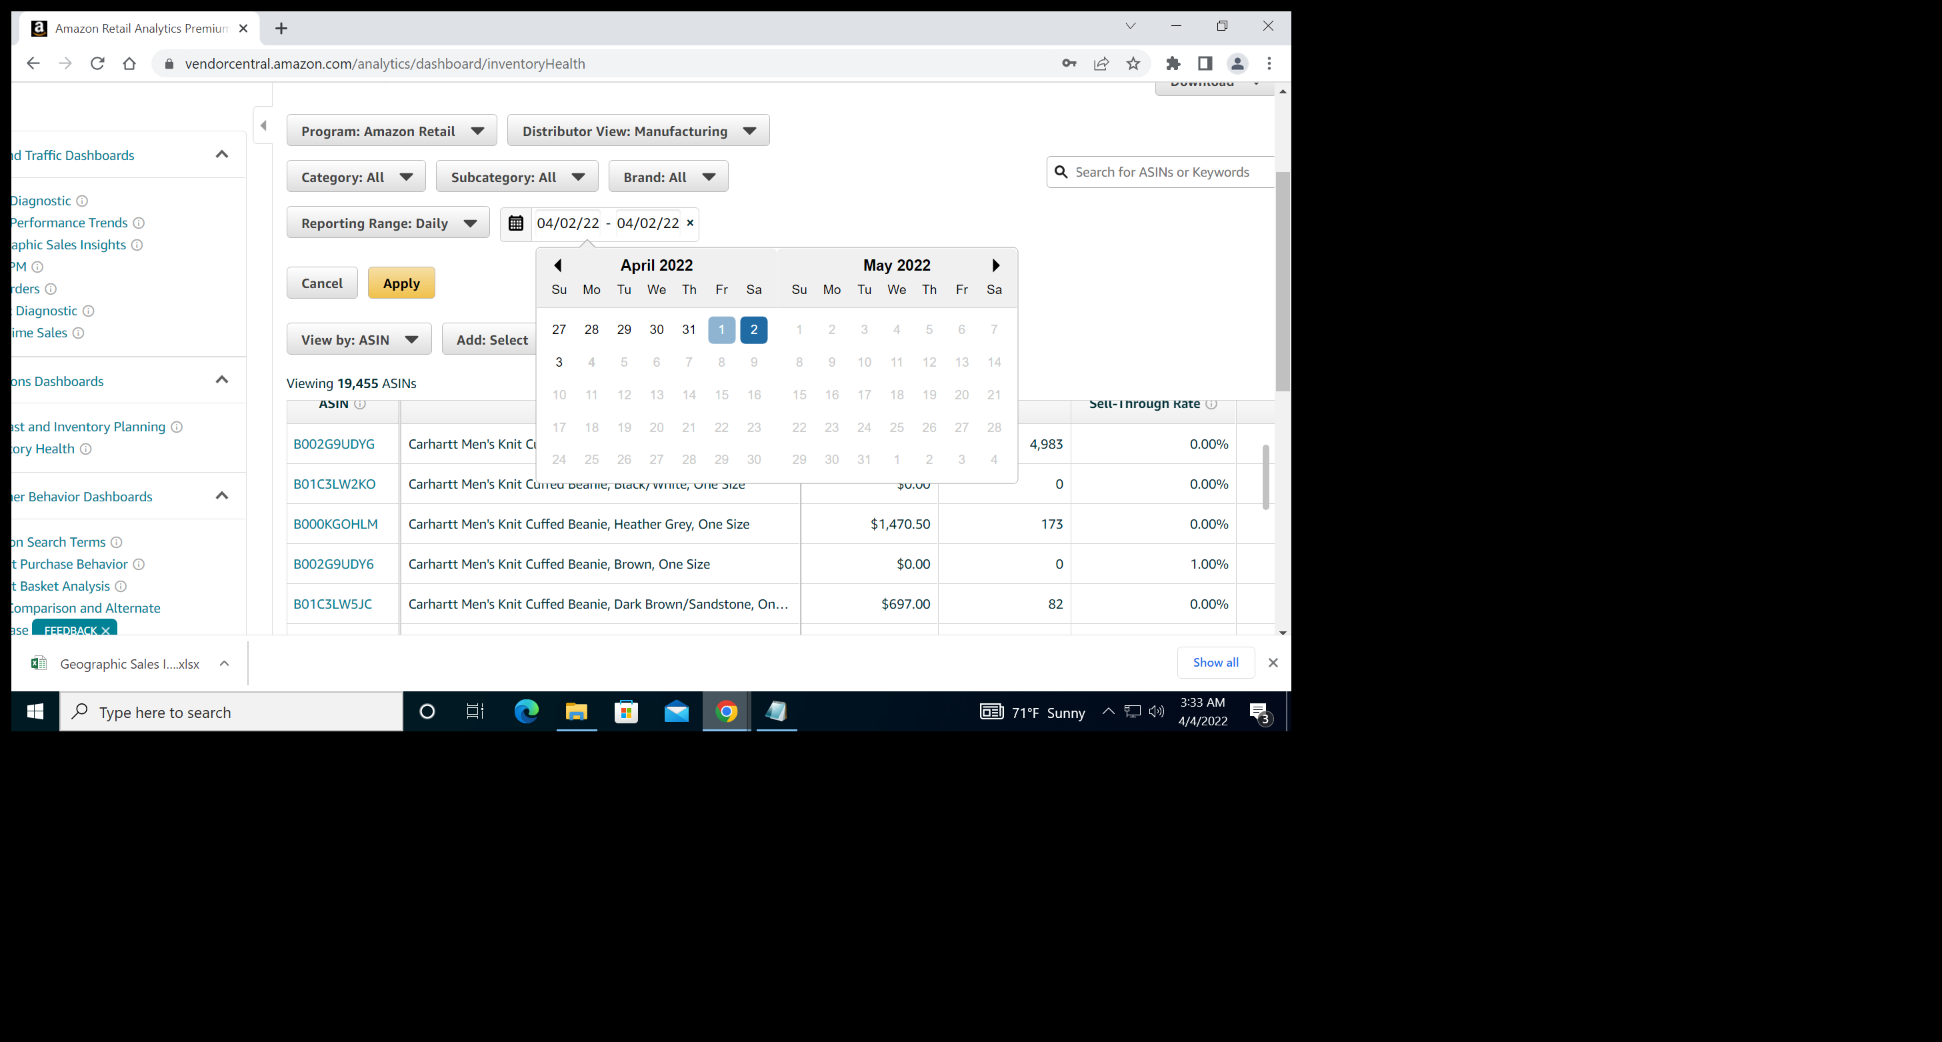 Amazon Retail Analytics Premium
vendorcentral.amazon.com/analytics/dashboard/inventoryHealth
Download
Program: Amazon Retail
Distributor View: Manufacturing
d Traffic Dashboards
Category: All
Subcategory: All
Brand: All
Search for ASINs or Keywords
Diagnostic
Performance Trends
aphic Sales Insights
PM
rders
Diagnostic
ime Sales
Reporting Range: Daily
04/02/22 - 04/02/22
Cancel
Apply
April 2022 May 2022
Su Mo Tu We Th Fr Sa Su Mo Tu We Th Fr Sa
27 28 29 30 31 1 2 1 2 3 4 5 6 7
3 4 5 6 7 8 9 8 9 10 11 12 13 14
10 11 12 13 14 15 16 15 16 17 18 19 20 21
17 18 19 20 21 22 23 22 23 24 25 26 27 28
24 25 26 27 28 29 30 29 30 31 1 2 3 4
View by: ASIN
Add: Select
Viewing 19,455 ASINs
ASIN Sell-Through Rate
B002G9UDYG Carhartt Men's Knit Cu 4,983 0.00%
B01C3LW2KO Carhartt Men's Knit Cuffed Beanie, Black/White, One Size $0.00 0 0.00%
B000KGOHLM Carhartt Men's Knit Cuffed Beanie, Heather Grey, One Size $1,470.50 173 0.00%
B002G9UDY6 Carhartt Men's Knit Cuffed Beanie, Brown, One Size $0.00 0 1.00%
B01C3LW5JC Carhartt Men's Knit Cuffed Beanie, Dark Brown/Sandstone, On... $697.00 82 0.00%
ons Dashboards
ast and Inventory Planning
ory Health
er Behavior Dashboards
on Search Terms
t Purchase Behavior
t Basket Analysis
Comparison and Alternate
ase FEEDBACK X
Geographic Sales I....xlsx
Show all
Type here to search
71°F Sunny
3:33 AM
4/4/2022
3